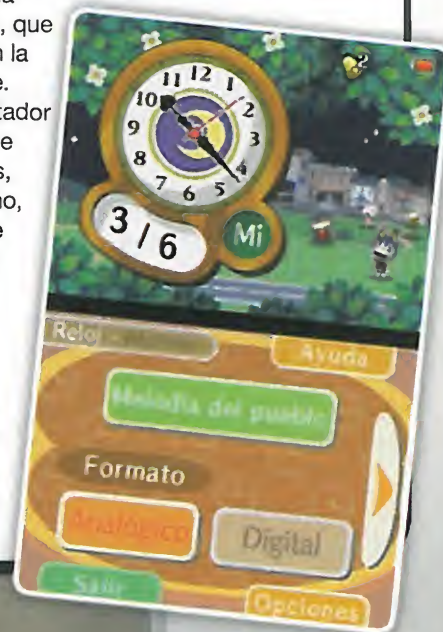 , que
la
tador
s,
12
11
1
10
2
9
3
8
4
7
6
5
3 / 6
Mi
Reloj
Ayuda
Melodía del pueblo
Formato
Analógico
Digital
Salir
Opciones